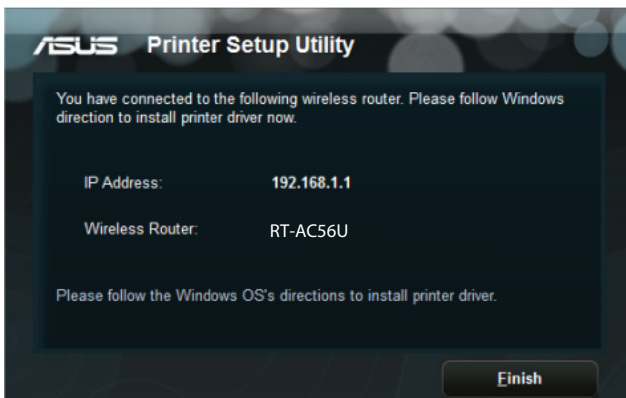 ASUS Printer Setup Utility
You have connected to the following wireless router. Please follow Windows
direction to install printer driver now.
IP Address: 192.168.1.1
Wireless Router: RT-AC56U
Please follow the Windows OS's directions to install printer driver.
Finish